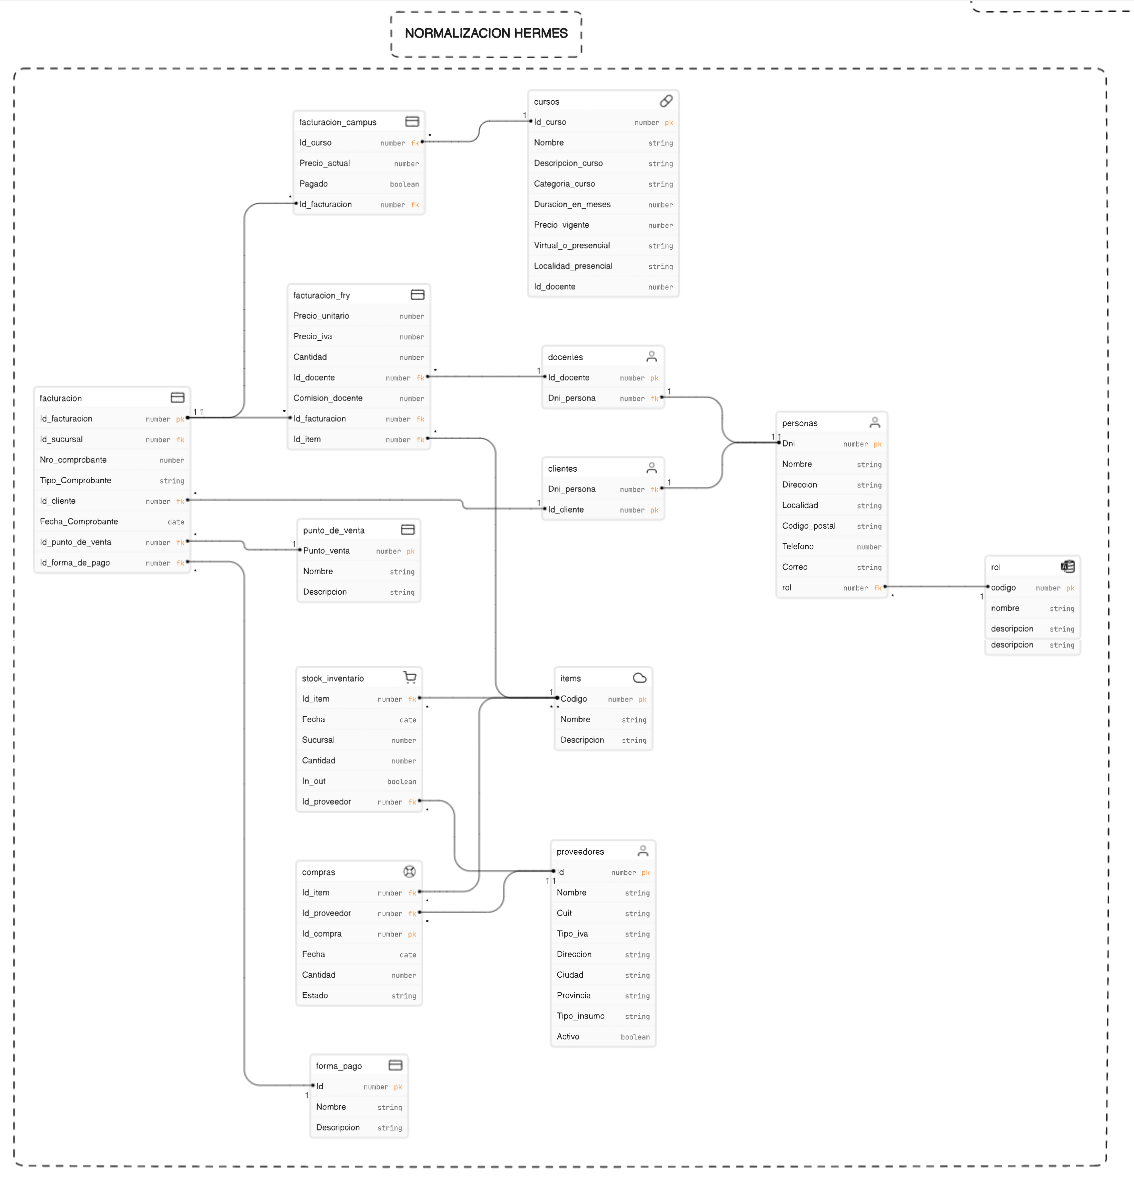 NORMALIZACION HERMES
facturacion_campus
Id_curso number fk
Precio_actual number
Pagado boolean
Id_facturacion number fk
cursos
Id_curso number pk
Nombre string
Descripcion_curso string
Categoria_curso string
Duracion_en_meses number
Precio_vigente number
Virtual_o_presencial string
Localidad_presencial string
Id_docente number
facturacion_fry
Precio_unitario number
Precio_iva number
Cantidad number
Id_docente number fk
Comision_docente number
Id_facturacion number fk
Id_item number fk
docentes
Id_docente number pk
Dni_persona number fk
facturacion
Id_facturacion number pk
Id_sucursal number fk
Nro_comprobante number
Tipo_Comprobante string
Id_cliente number fk
Fecha_Comprobante date
Id_punto_de_venta number fk
Id_forma_de_pago number fk
clientes
Dni_persona number fk
Id_cliente number pk
personas
Dni number pk
Nombre string
Direccion string
Localidad string
Codigo_postal string
Telefono number
Correo string
rol number fk
punto_de_venta
Punto_venta number pk
Nombre string
Descripcion string
rol
codigo number pk
nombre string
descripcion string
descripcion string
stock_inventario
Id_item number fk
Fecha date
Sucursal number
Cantidad number
In_out boolean
Id_proveedor number fk
items
Codigo number pk
Nombre string
Descripcion string
compras
Id_item number fk
Id_proveedor number fk
Id_compra number pk
Fecha date
Cantidad number
Estado string
proveedores
Id number pk
Nombre string
Cuit string
Tipo_iva string
Direccion string
Ciudad string
Provincia string
Tipo_insumo string
Activo boolean
forma_pago
Id number pk
Nombre string
Descripcion string